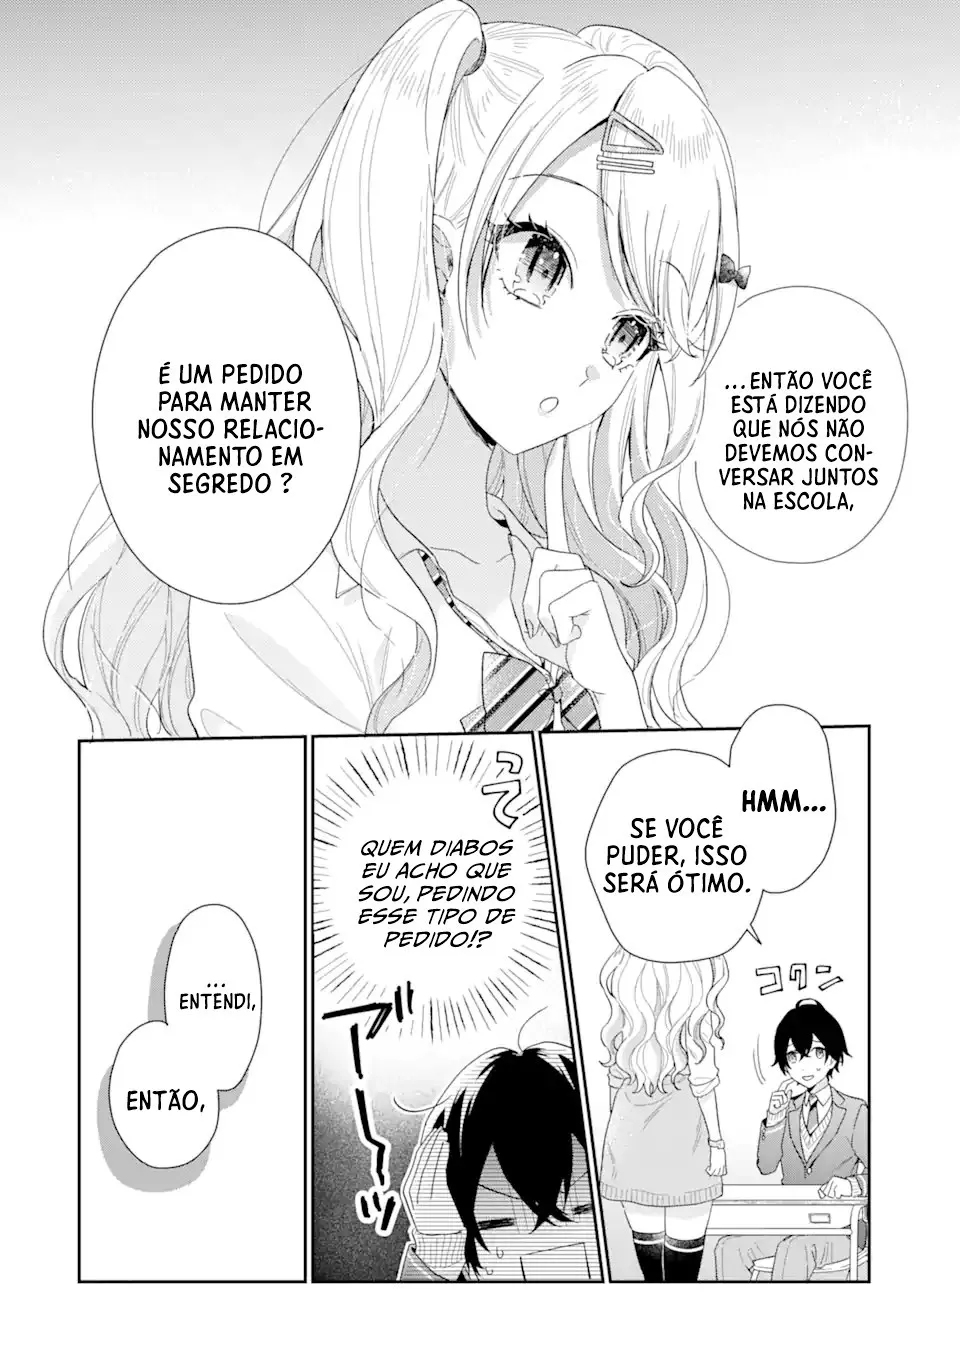 ...ENTÃO VOCÊ
ESTÁ DIZENDO
QUE NÓS NÃO
DEVEMOS CON-
VERSAR JUNTOS
NA ESCOLA,
É UM PEDIDO
PARA MANTER
NOSSO RELACIO-
NAMENTO EM
SEGREDO ?
HMM...
SE VOCÊ
PUDER, ISSO
SERÁ ÓTIMO.
コクン
って
QUEM DIABOS
EU ACHO QUE
SOU, PEDINDO
ESSE TIPO DE
PEDIDO!?
...
ENTENDI,
ENTÃO,